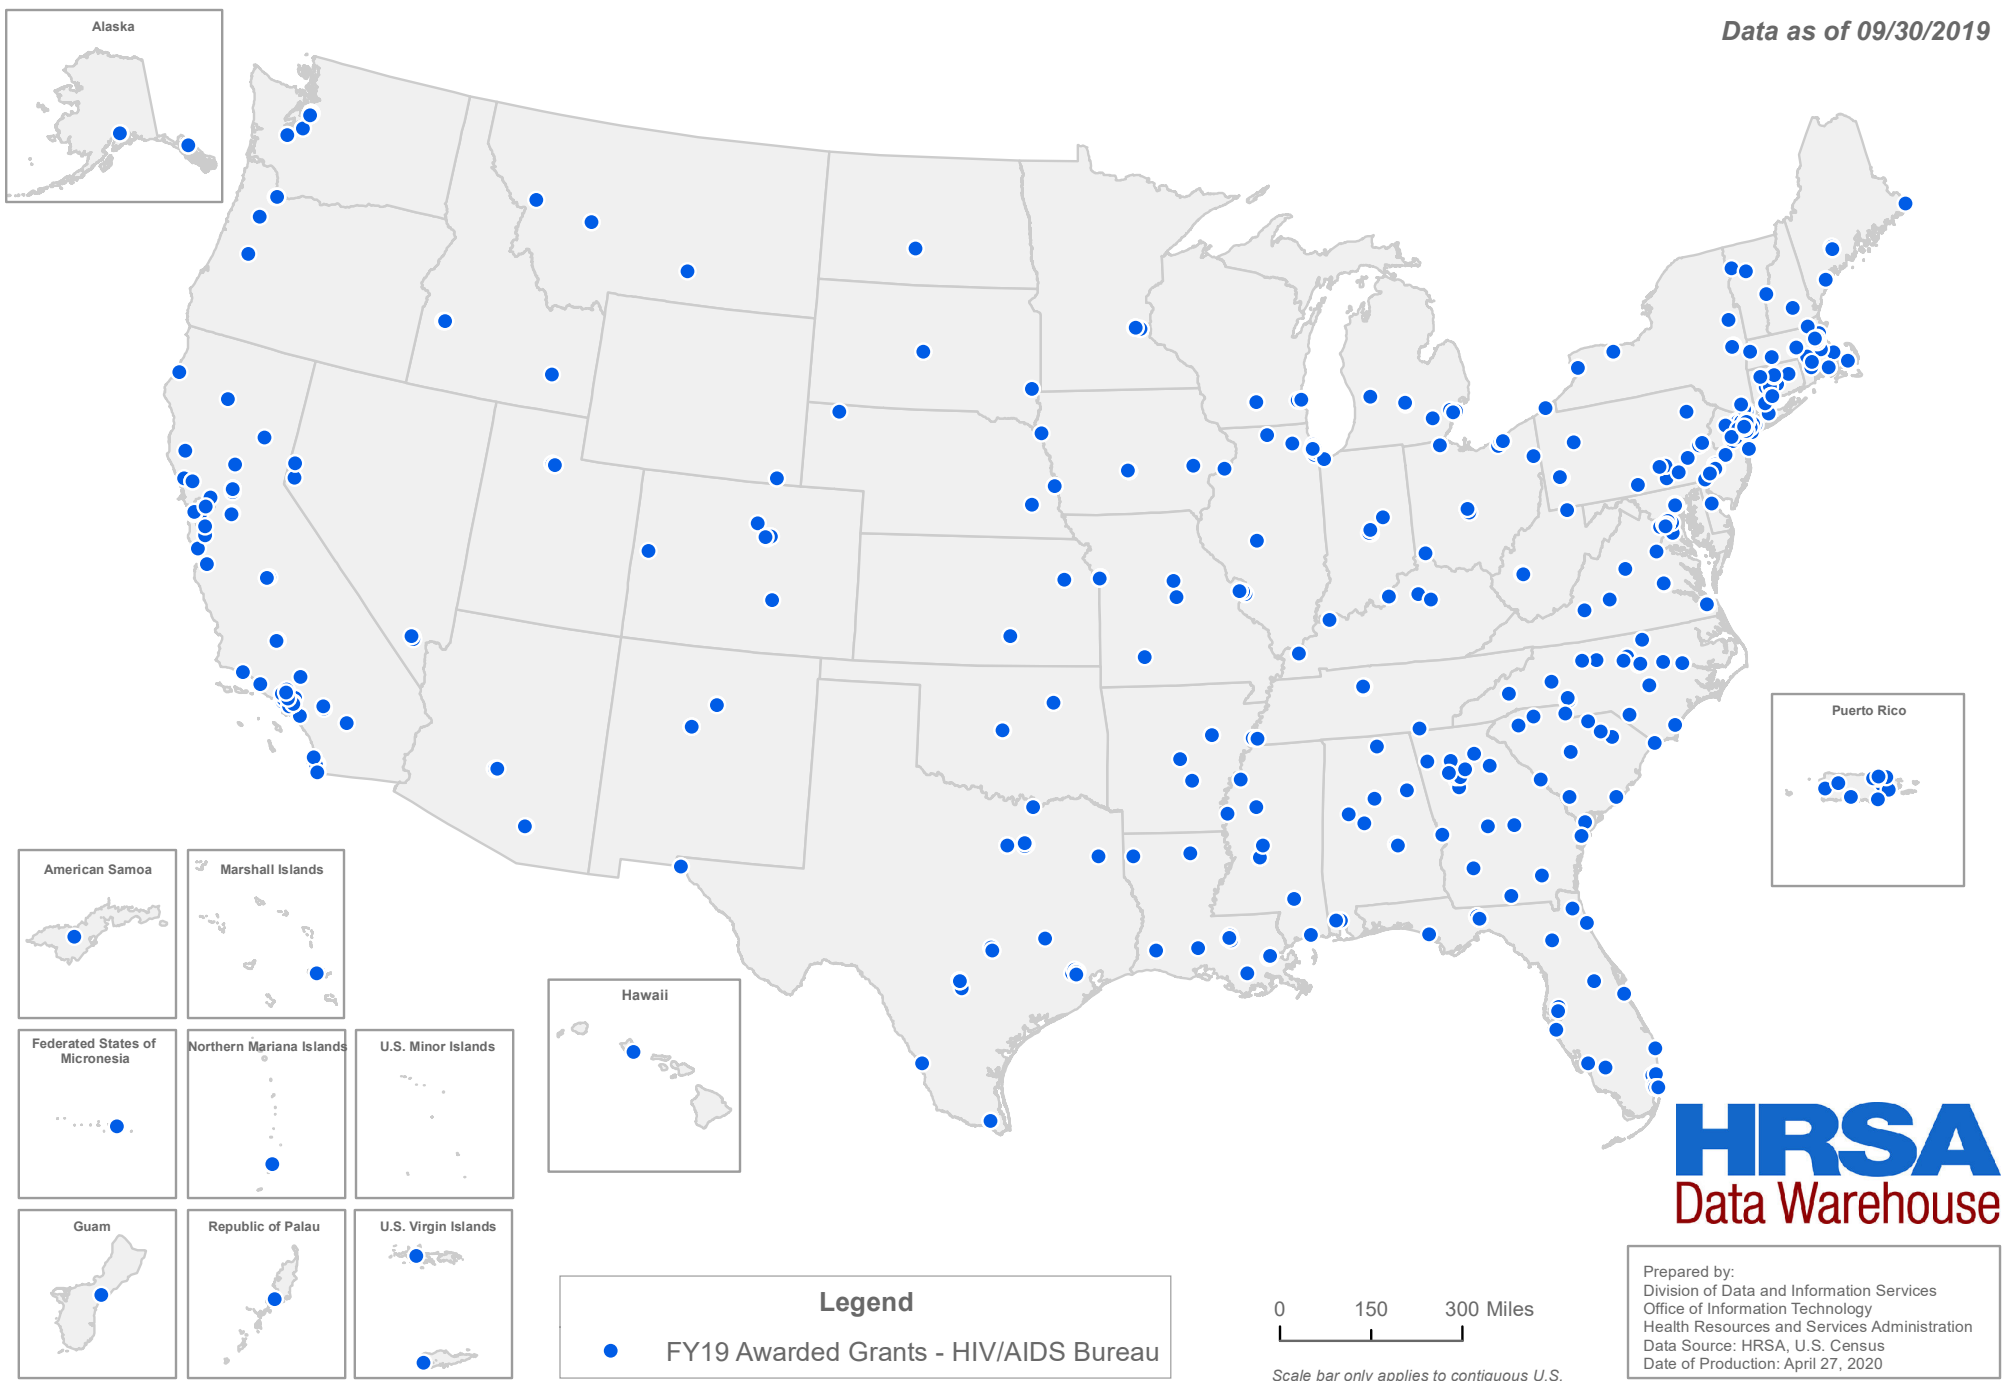 Alaska
Data as of 09/30/2019
Puerto Rico
American Samoa
Marshall Islands
Hawaii
Federated States of
Micronesia
Northern Mariana Islands
U.S. Minor Islands
Guam
Republic of Palau
U.S. Virgin Islands
HRSA
Data Warehouse
Legend
FY19 Awarded Grants - HIV/AIDS Bureau
0 150 300 Miles
Scale bar only applies to contiguous U.S.
Prepared by:
Division of Data and Information Services
Office of Information Technology
Health Resources and Services Administration
Data Source: HRSA, U.S. Census
Date of Production: April 27, 2020